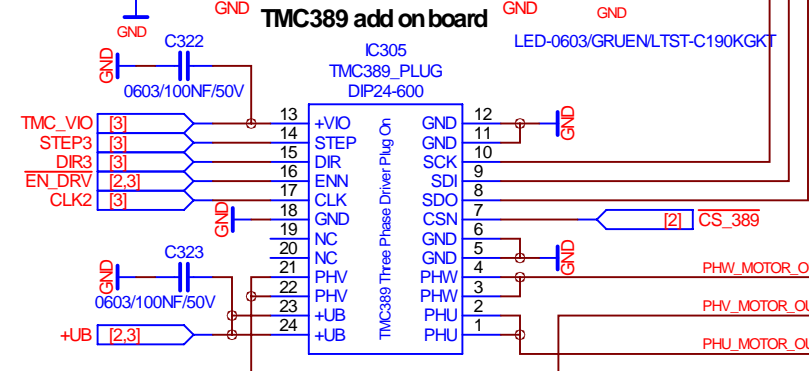 GND
GND
GND
GND
TMC389 add on board
LED-0603/GRUEN/LTST-C190KGKT
C322
GND
0603/100NF/50V
IC305
TMC389_PLUG
DIP24-600
TMC_VIO [3]
STEP3 [3]
DIR3 [3]
EN_DRV [2,3]
CLK2 [3]
GND
13 +VIO
14 STEP
15 DIR
16 ENN
17 CLK
18 GND
19 NC
20 NC
21 PHV
22 PHV
23 +UB
24 +UB
TMC389 Three Phase Driver Plug On
GND 12
GND 11
SCK 10
SDI 9
SDO 8
CSN 7
GND 6
GND 5
PHW 4
PHW 3
PHU 2
PHU 1
GND
[2] CS_389
GND
C323
GND
0603/100NF/50V
+UB [2,3]
PHW_MOTOR_O
PHV_MOTOR_OU
PHU_MOTOR_OU